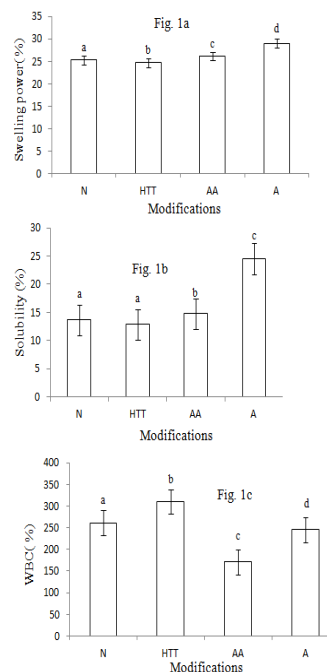 Fig. 1a
Swelling power(%)
35
30
25
20
15
10
5
0
a
b
c
d
N HTT AA A
Modifications
Fig. 1b
Solubility (%)
30
25
20
15
10
5
0
a
a
b
c
N HTT AA A
Modifications
Fig. 1c
WBC( %)
400
350
300
250
200
150
100
50
0
a
b
c
d
N HTT AA A
Modifications